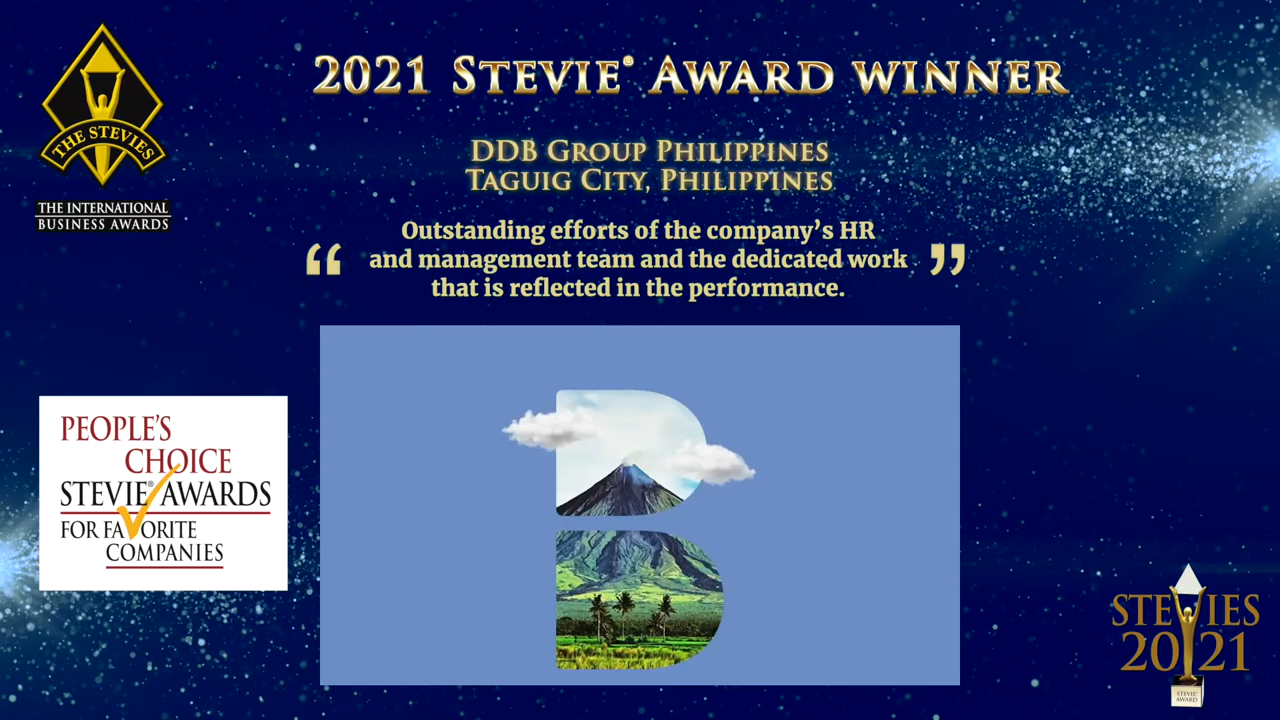 THE STEVIES
THE INTERNATIONAL
BUSINESS AWARDS
2021 STEVIE® AWARD WINNER
DDB GROUP PHILIPPINES
TAGUIG CITY, PHILIPPINES
“ Outstanding efforts of the company’s HR
and management team and the dedicated work
that is reflected in the performance. ”
PEOPLE’S
CHOICE
STEVIE® AWARDS
FOR FAVORITE
COMPANIES
B
STEVIES
2021
STEVIE®
AWARD